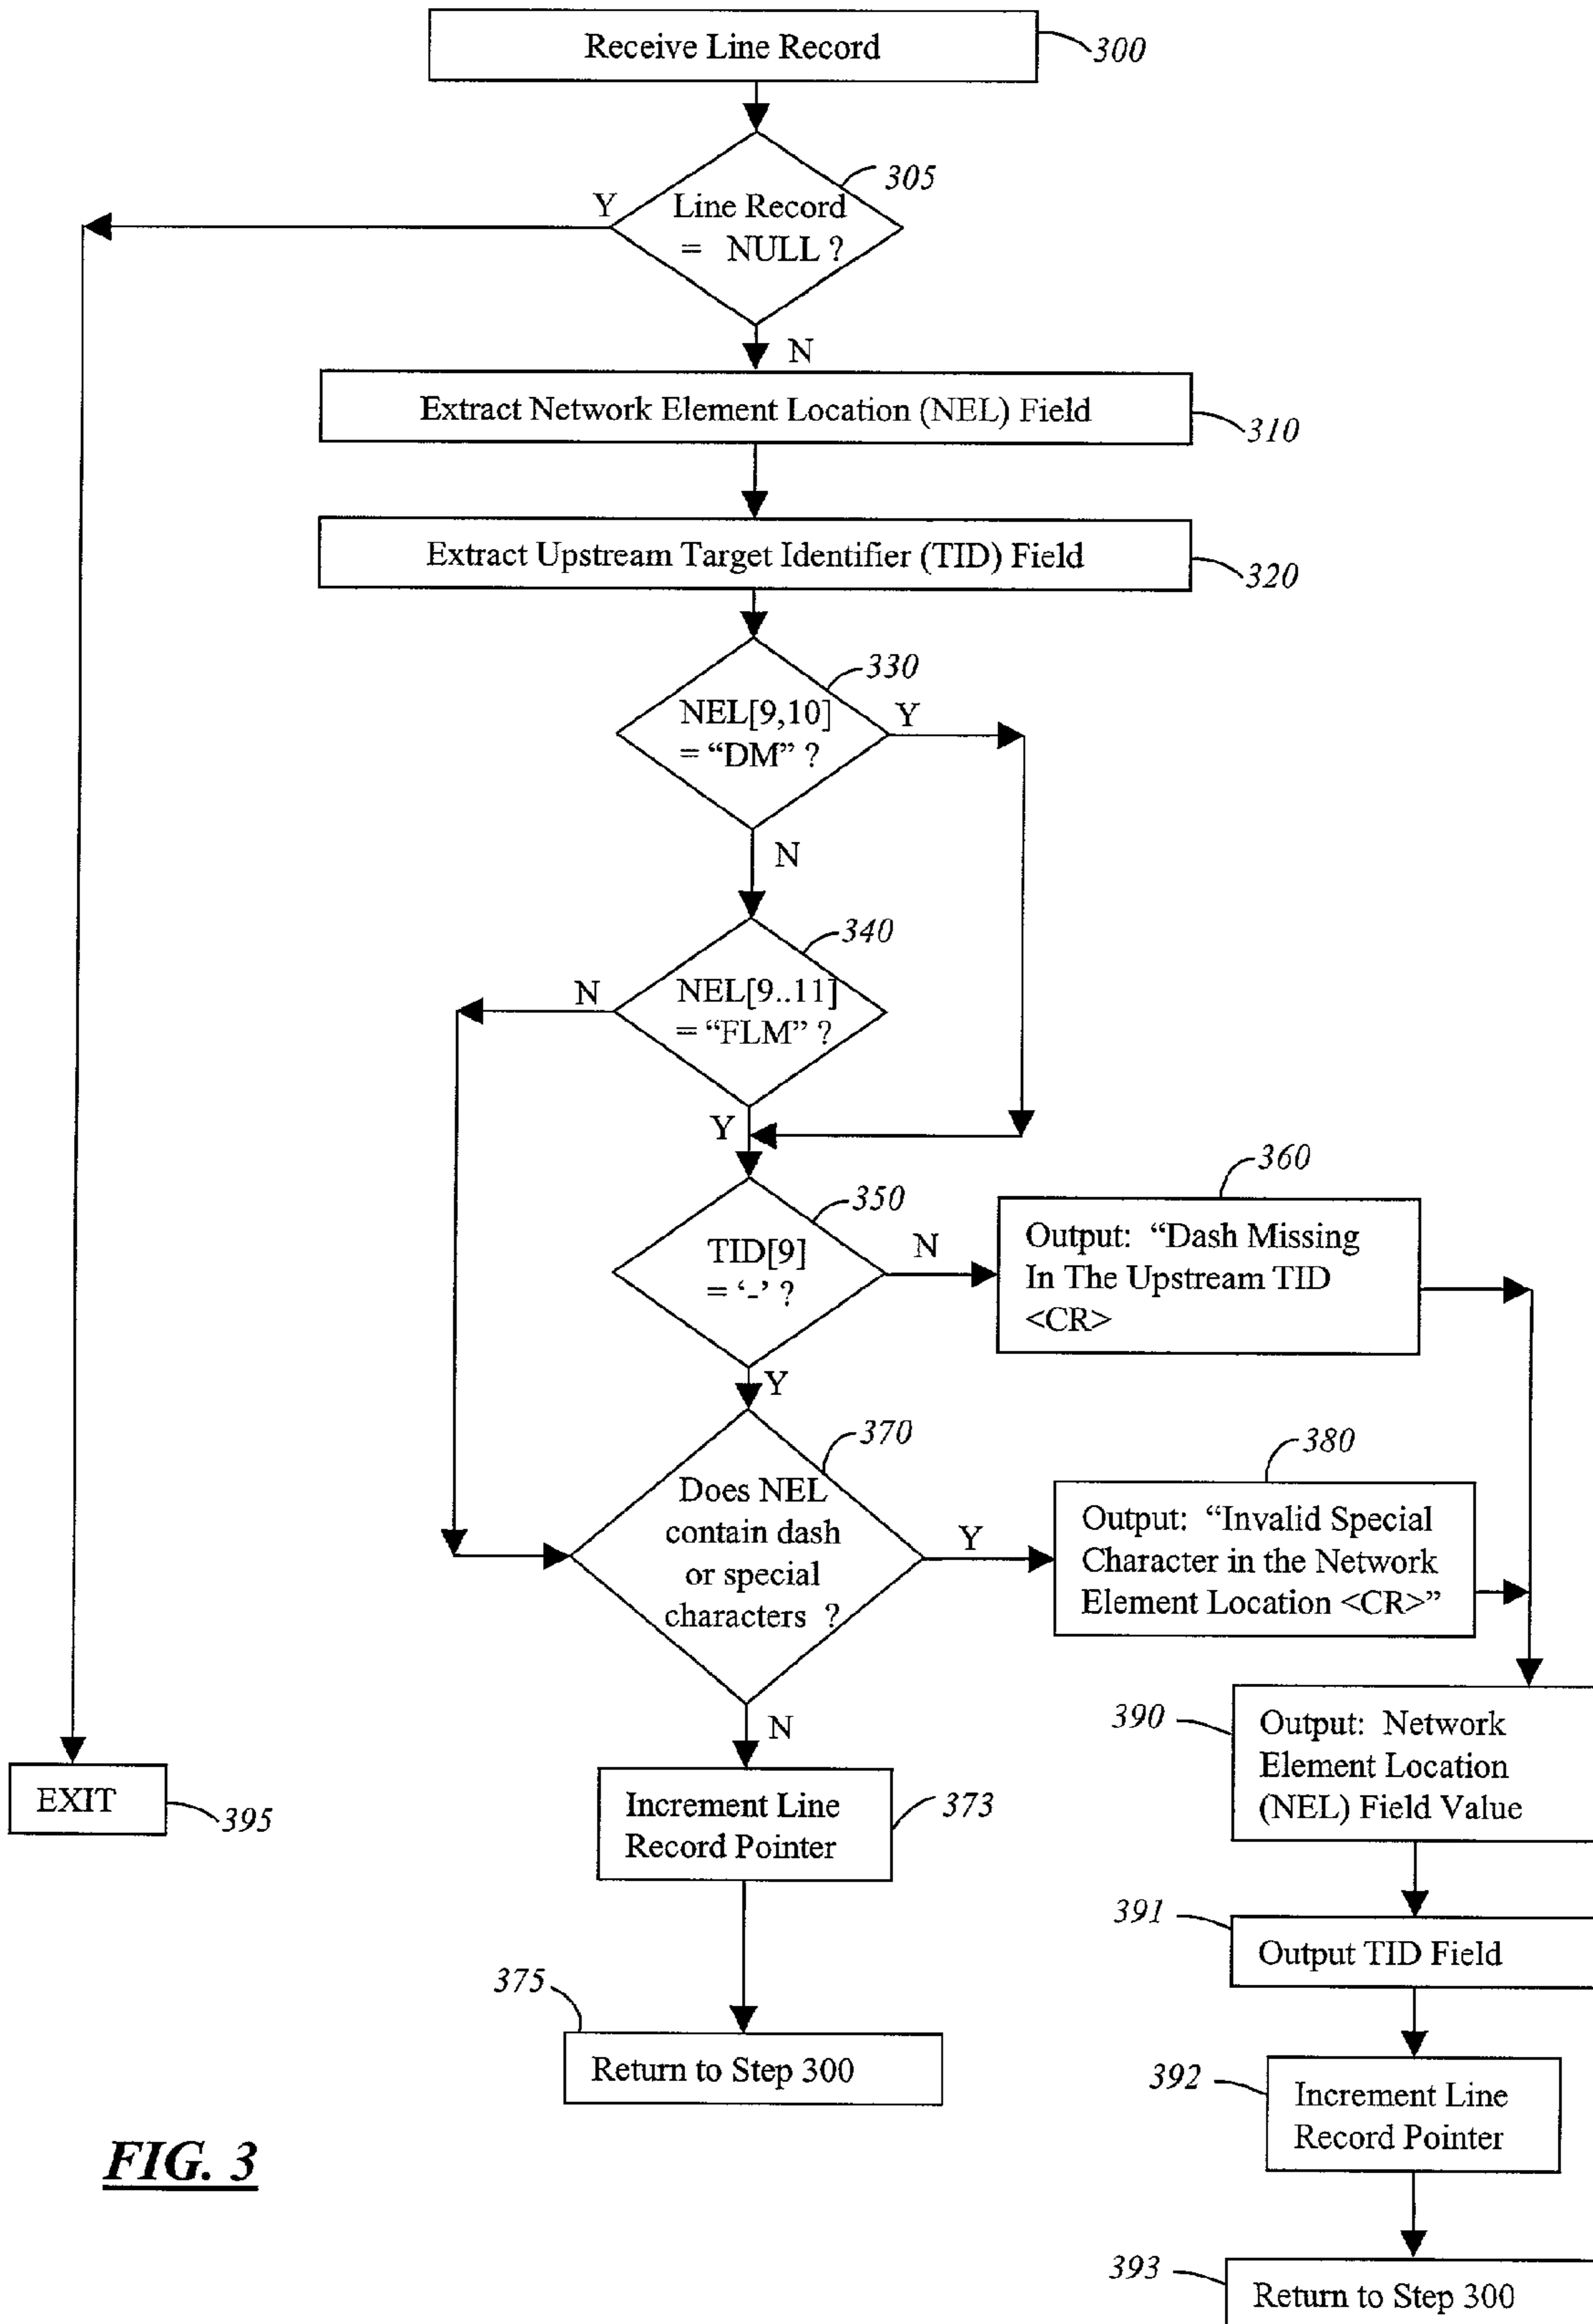 Receive Line Record
300
305
Y
Line Record
= NULL ?
N
Extract Network Element Location (NEL) Field
310
Extract Upstream Target Identifier (TID) Field
320
330
NEL[9,10]
= “DM” ?
Y
N
340
N
NEL[9..11]
= “FLM” ?
Y
350
TID[9]
= ‘-’ ?
N
360
Output: “Dash Missing
In The Upstream TID
<CR>
Y
370
Does NEL
contain dash
or special
characters ?
Y
380
Output: “Invalid Special
Character in the Network
Element Location <CR>”
N
390
Output: Network
Element Location
(NEL) Field Value
EXIT
395
Increment Line
Record Pointer
373
391
Output TID Field
375
Return to Step 300
392
Increment Line
Record Pointer
FIG. 3
393
Return to Step 300